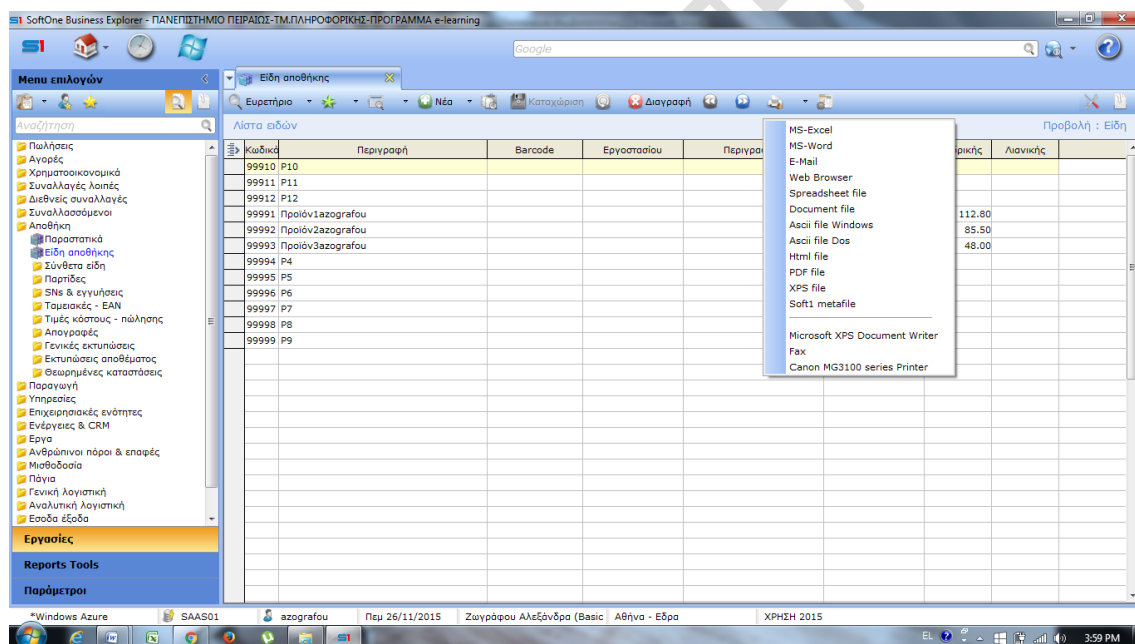 SoftOne Business Explorer - ΠΑΝΕΠΙΣΤΗΜΙΟ ΠΕΙΡΑΙΩΣ-ΤΜ.ΠΛΗΡΟΦΟΡΙΚΗΣ-ΠΡΟΓΡΑΜΜΑ e-learning
Google
Menu επιλογών
Είδη αποθήκης
Ευρετήριο Νέα Καταχώριση Διαγραφή
Αναζήτηση
Λίστα ειδών
Προβολή : Είδη
Κωδικό Περιγραφή Barcode Εργοστασίου Περιγρα ρικής Λιανικής
99910 P10
99911 P11
99912 P12
99991 Προϊόν1azografou 112.80
99992 Προϊόν2azografou 85.50
99993 Προϊόν3azografou 48.00
99994 P4
99995 P5
99996 P6
99997 P7
99998 P8
99999 P9
MS-Excel
MS-Word
E-Mail
Web Browser
Spreadsheet file
Document file
Ascii file Windows
Ascii file Dos
Html file
PDF file
XPS file
Soft1 metafile
Microsoft XPS Document Writer
Fax
Canon MG3100 series Printer
Πωλήσεις
Αγορές
Χρηματοοικονομικά
Συναλλαγές λοιπές
Διεθνείς συναλλαγές
Συναλλασσόμενοι
Αποθήκη
Παραστατικά
Είδη αποθήκης
Σύνθετα είδη
Παρτίδες
SNs & εγγυήσεις
Ταμειακές - EAN
Τιμές κόστους - πώλησης
Απογραφές
Γενικές εκτυπώσεις
Εκτυπώσεις αποθέματος
Θεωρημένες καταστάσεις
Παραγωγή
Υπηρεσίες
Επιχειρησιακές ενότητες
Ενέργειες & CRM
Εργα
Ανθρώπινοι πόροι & επαφές
Μισθοδοσία
Πάγια
Γενική λογιστική
Αναλυτική λογιστική
Εσοδα έξοδα
Εργασίες
Reports Tools
Παράμετροι
*Windows Azure SAAS01 azografou Πεμ 26/11/2015 Ζωγράφου Αλεξάνδρα (Basic Αθήνα - Εδρα ΧΡΗΣΗ 2015
EL 3:59 PM